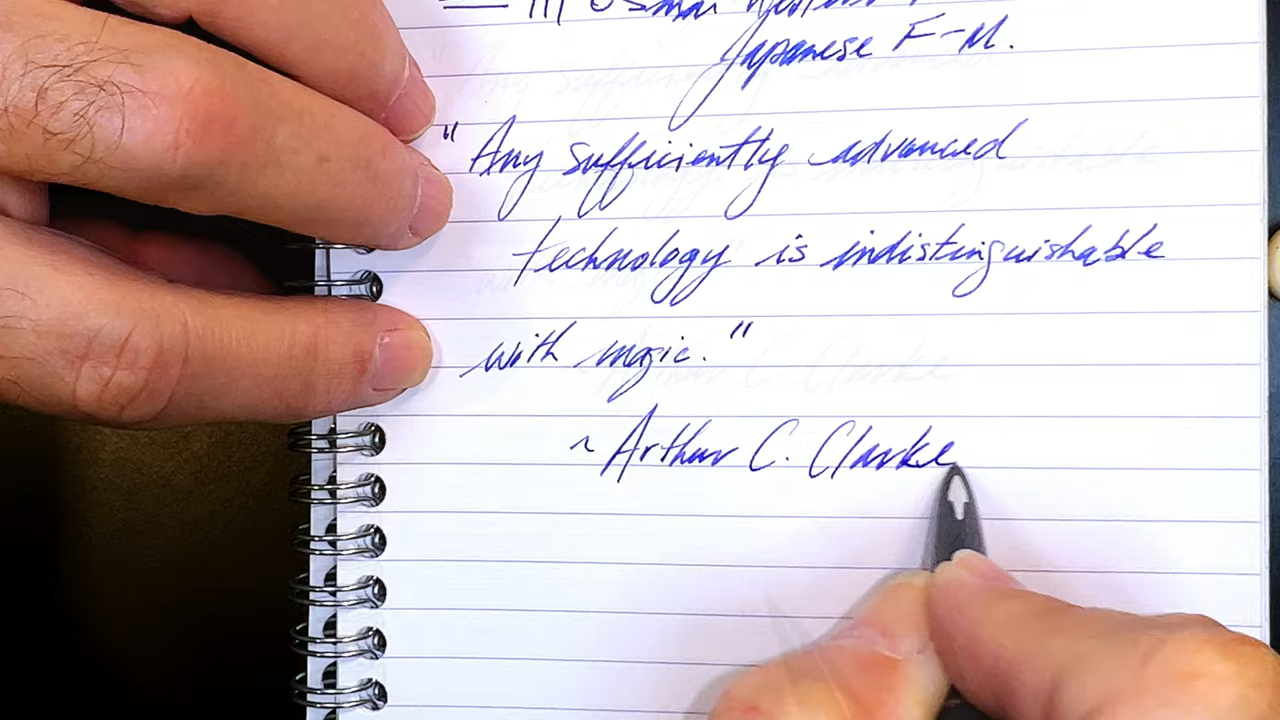 Japanese F-M.
"Any sufficiently advanced
technology is indistinguishable
with magic."
~ Arthur C. Clarke